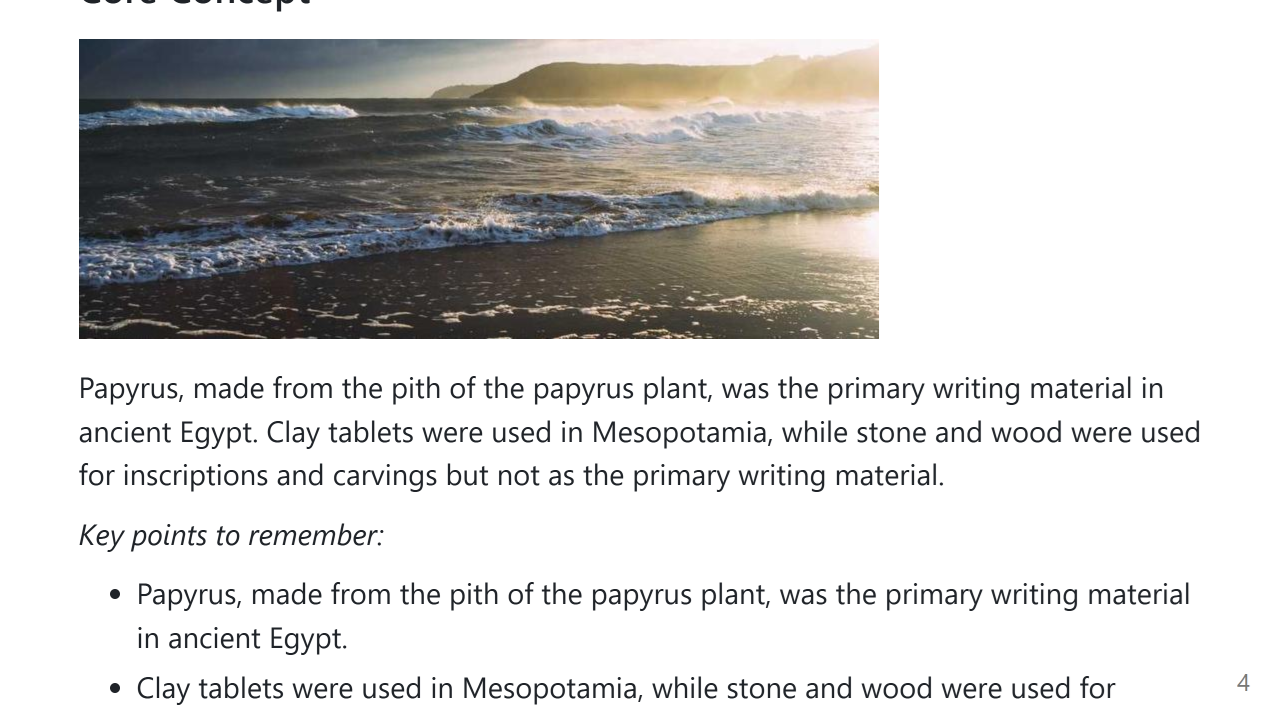 Core Concept
Papyrus, made from the pith of the papyrus plant, was the primary writing material in
ancient Egypt. Clay tablets were used in Mesopotamia, while stone and wood were used
for inscriptions and carvings but not as the primary writing material.
Key points to remember:
• Papyrus, made from the pith of the papyrus plant, was the primary writing material
in ancient Egypt.
• Clay tablets were used in Mesopotamia, while stone and wood were used for
4